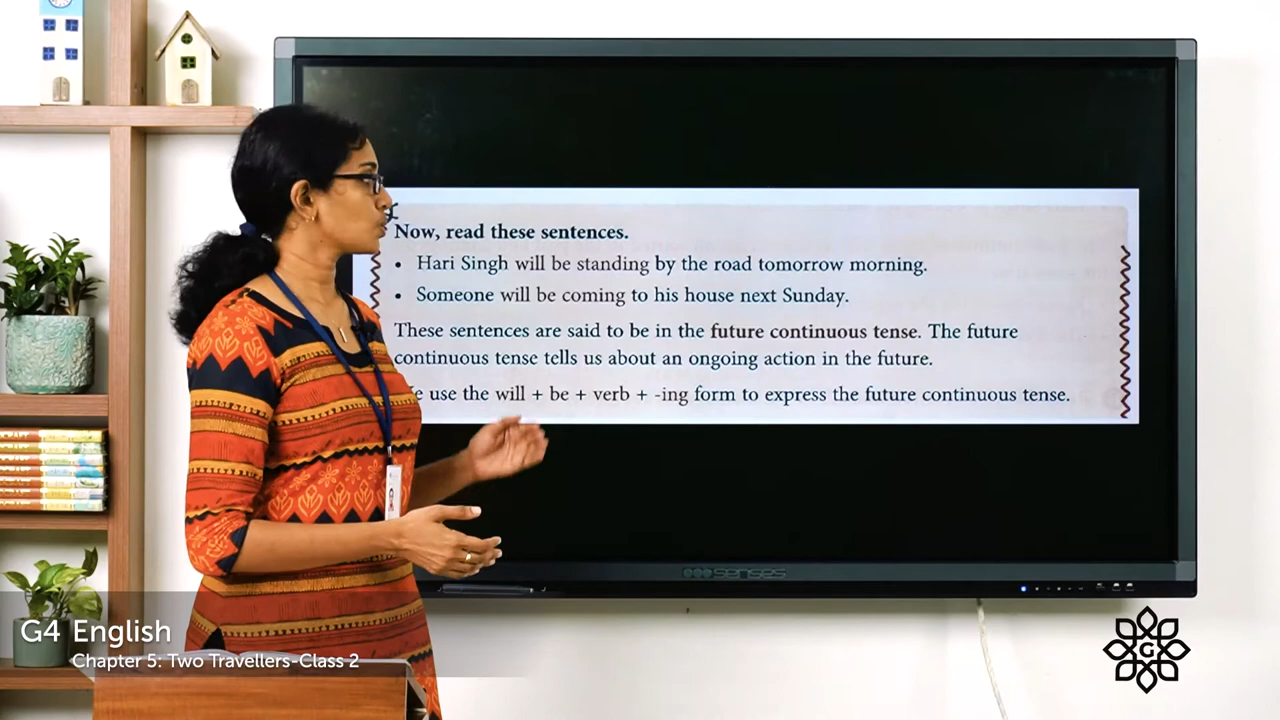 Now, read these sentences.
• Hari Singh will be standing by the road tomorrow morning.
• Someone will be coming to his house next Sunday.
These sentences are said to be in the future continuous tense. The future
continuous tense tells us about an ongoing action in the future.
use the will + be + verb + -ing form to express the future continuous tense.
senses
G4 English
Chapter 5: Two Travellers-Class 2
G